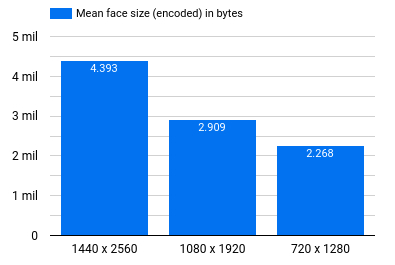 Mean face size (encoded) in bytes
5 mil
4 mil
3 mil
2 mil
1 mil
0
4.393
2.909
2.268
1440 x 2560
1080 x 1920
720 x 1280